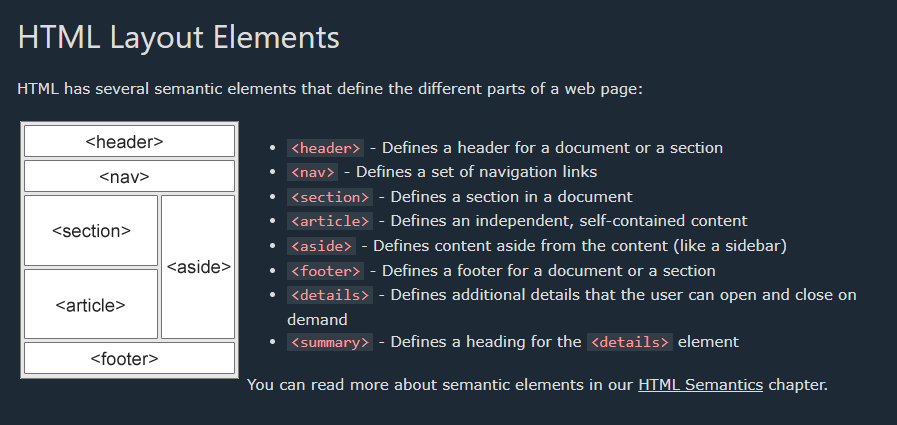 HTML Layout Elements
HTML has several semantic elements that define the different parts of a web page:
<header>
<nav>
<section>
<aside>
<article>
<footer>
• <header> - Defines a header for a document or a section
• <nav> - Defines a set of navigation links
• <section> - Defines a section in a document
• <article> - Defines an independent, self-contained content
• <aside> - Defines content aside from the content (like a sidebar)
• <footer> - Defines a footer for a document or a section
• <details> - Defines additional details that the user can open and close on
demand
• <summary> - Defines a heading for the <details> element
You can read more about semantic elements in our HTML Semantics chapter.